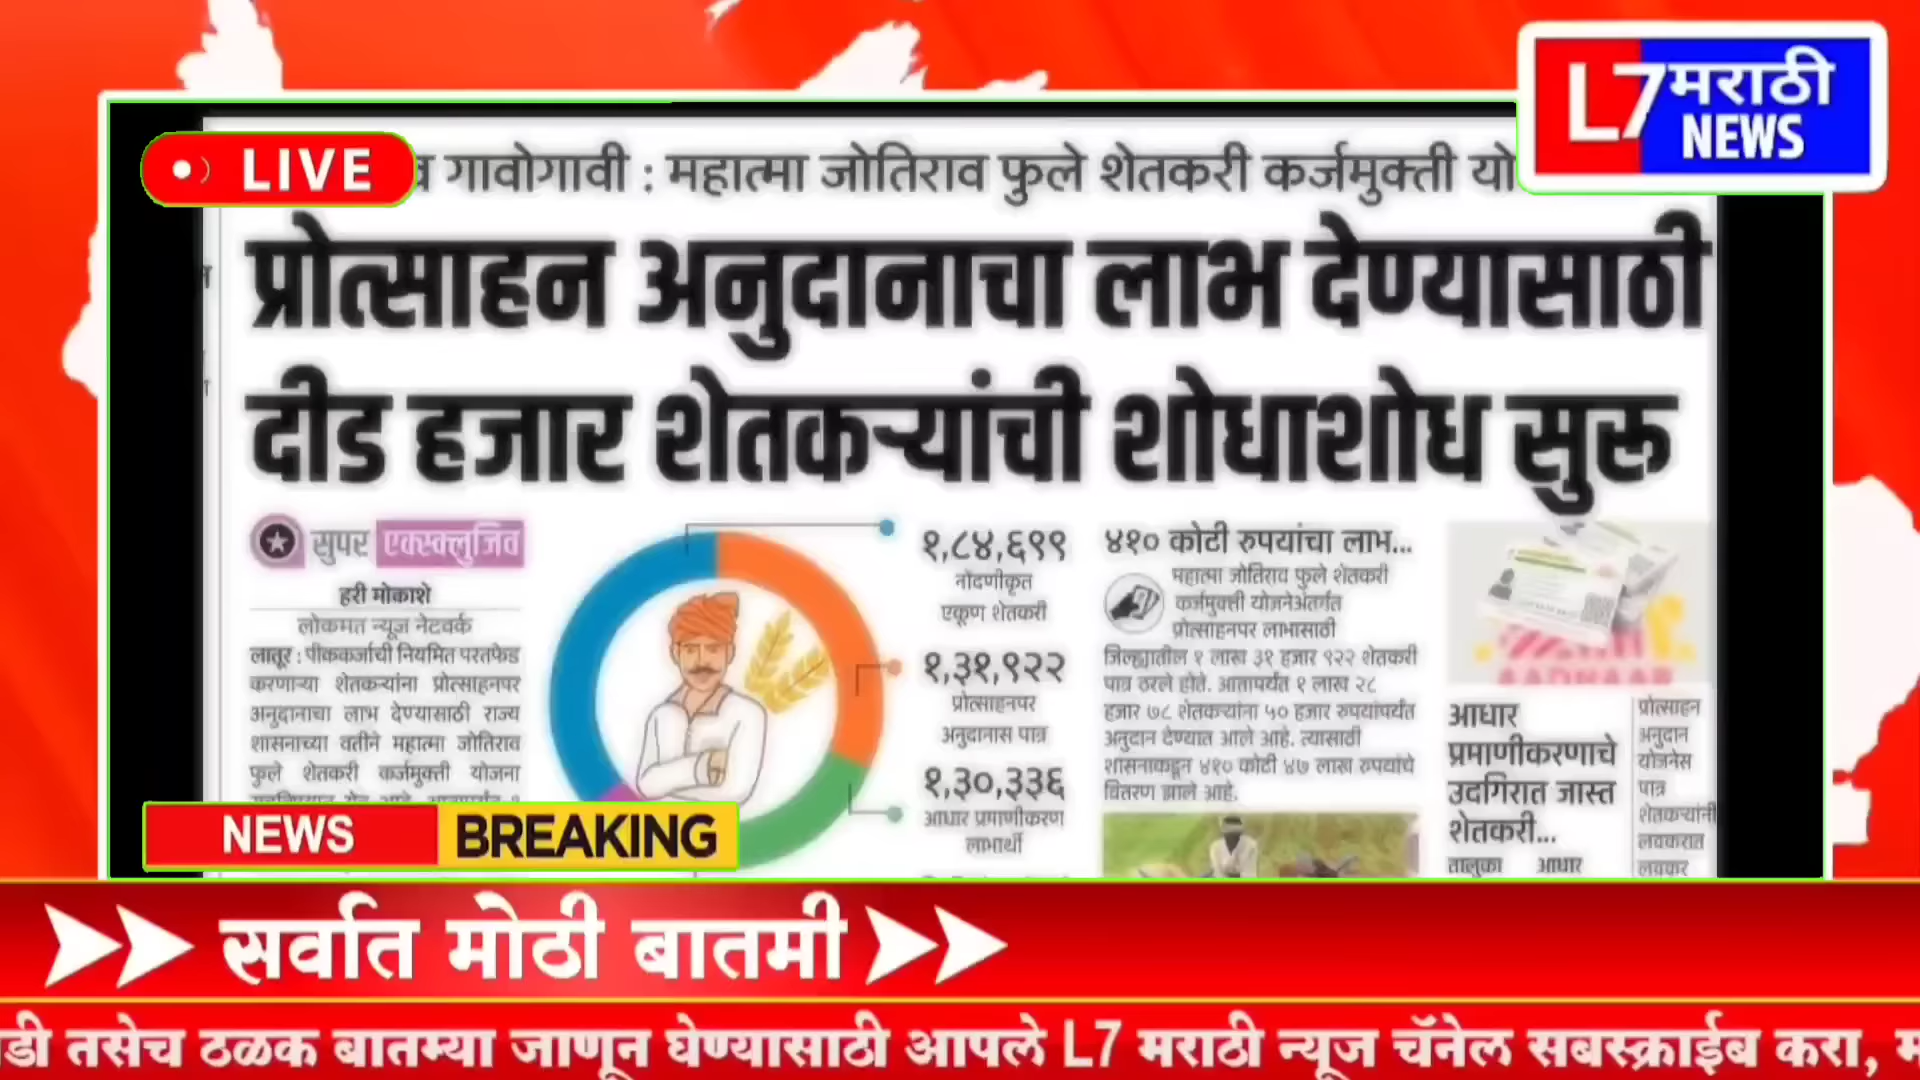 L7 मराठी
NEWS
LIVE
गावोगावी : महात्मा जोतिराव फुले शेतकरी कर्जमुक्ती
प्रोत्साहन अनुदानाचा लाभ देण्यासाठी
दीड हजार शेतकऱ्यांची शोधाशोध सुरू
सुपर एक्स्क्लुजिव
हरी मोकाशे
लोकमत न्यूज नेटवर्क
लातूर : पीककर्जाची नियमित परतफेड
करणाऱ्या शेतकऱ्यांना प्रोत्साहनपर
अनुदानाचा लाभ देण्यासाठी राज्य
शासनाच्या वतीने महात्मा जोतिराव
फुले शेतकरी कर्जमुक्ती योजना
१,८४,६९९
नोंदणीकृत
एकूण शेतकरी
१,३१,९२२
प्रोत्साहनपर
अनुदानास पात्र
१,३०,३३६
आधार प्रमाणीकरण
लाभार्थी
४१० कोटी रुपयांचा लाभ...
महात्मा जोतिराव फुले शेतकरी
कर्जमुक्ती योजनेअंतर्गत
प्रोत्साहनपर लाभासाठी
जिल्ह्यातील १ लाख ३१ हजार ९२२ शेतकरी
पात्र ठरले होते. आतापर्यंत १ लाख २८
हजार ७८ शेतकऱ्यांना ५० हजार रुपयांपर्यंत
अनुदान देण्यात आले आहे. त्यासाठी
शासनाकडून ४१० कोटी ४७ लाख रुपयांचे
वितरण झाले आहे.
AADHAAR
आधार
प्रमाणीकरणाचे
उदगिरात जास्त
शेतकरी...
तालुका आधार
प्रोत्साहन
अनुदान
योजनेस
पात्र
शेतकऱ्यांनी
लवकरात
लवकर
NEWS BREAKING
सर्वात मोठी बातमी
तसेच ठळक बातम्या जाणून घेण्यासाठी आपले L7 मराठी न्यूज चॅनेल सबस्क्राईब करा,